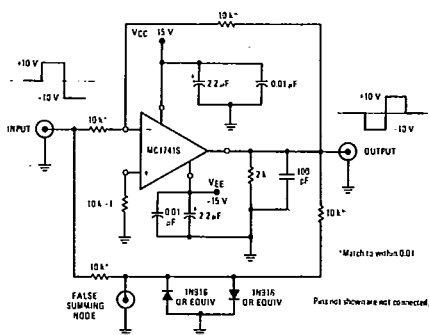 10 k*
VCC 15 V
+10 V
-10 V
2.2 µF
0.01 µF
+10 V
-10 V
INPUT
10 k*
MC1741S
OUTPUT
VEE
-15 V
2 k
100 pF
10 k
0.01 µF
2.2 µF
10 k*
*Match to within 0.01
10 k*
FALSE SUMMING NODE
1N916 OR EQUIV
1N916 OR EQUIV
Pins not shown are not connected.